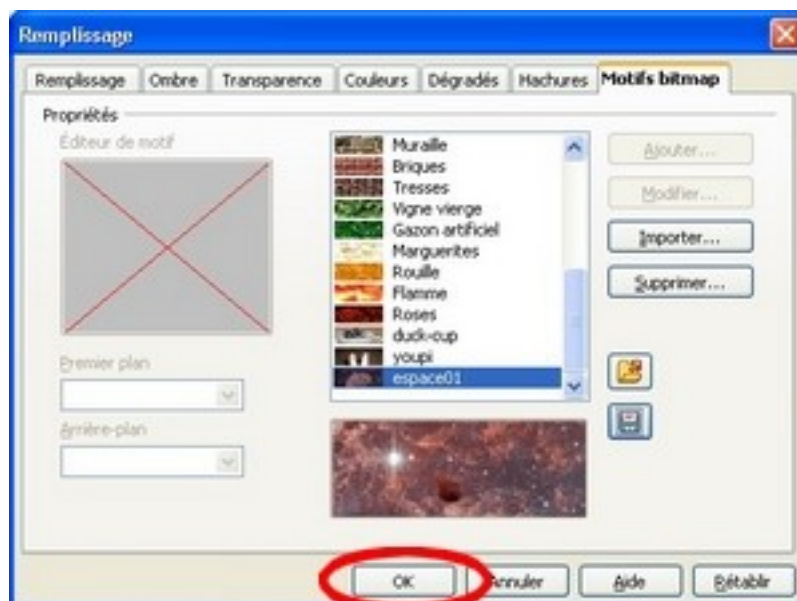 Remplissage
Remplissage Ombre Transparence Couleurs Dégradés Hachures Motifs bitmap
Propriétés
Éditeur de motif
Muraille
Briques
Tresses
Vigne vierge
Gazon artificiel
Marguerites
Rouille
Flamme
Roses
duck-cup
youpi
espace01
Ajouter...
Modifier...
Importer...
Supprimer...
Premier plan
Arrière-plan
OK Annuler Aide Rétablir